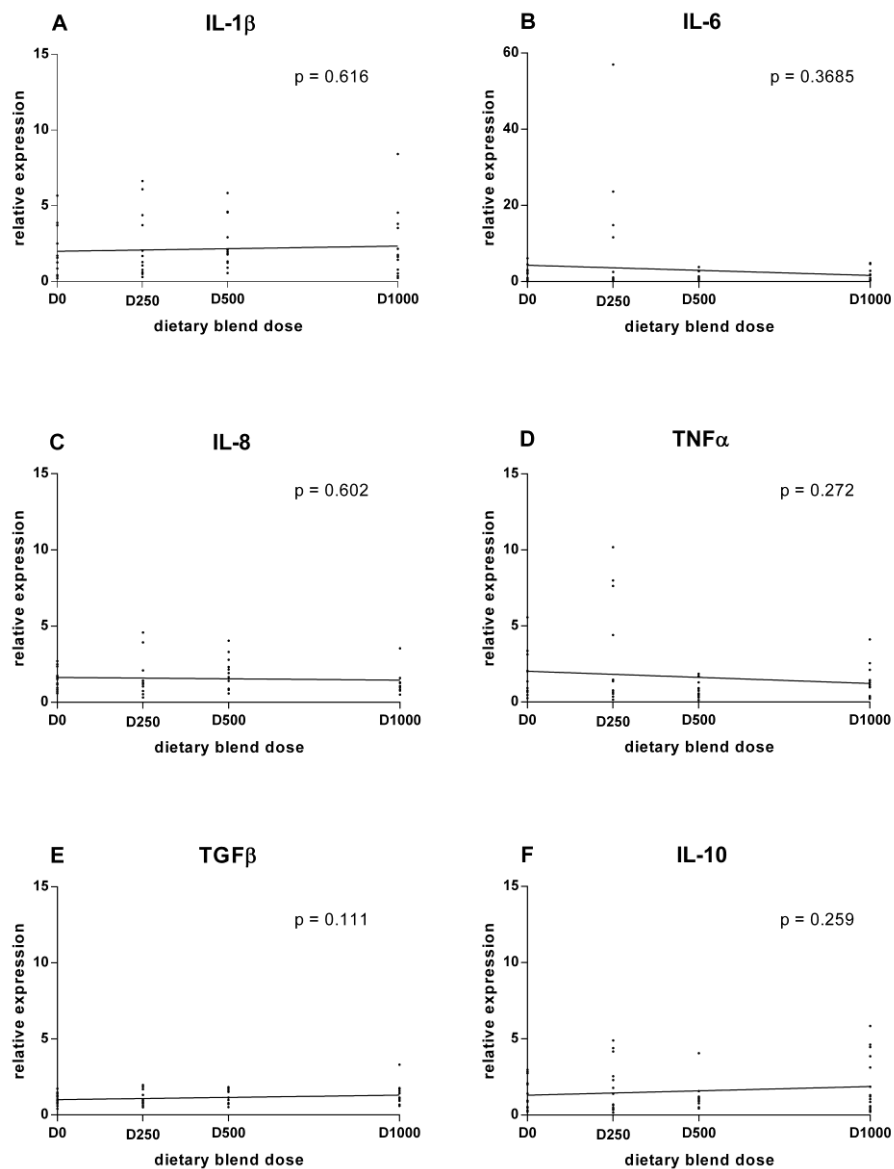 A IL-1β
15
p = 0.616
10
relative expression
5
0
D0 D250 D500 D1000
dietary blend dose
B IL-6
60
p = 0.3685
40
relative expression
20
0
D0 D250 D500 D1000
dietary blend dose
C IL-8
15
p = 0.602
10
relative expression
5
0
D0 D250 D500 D1000
dietary blend dose
D TNFα
15
p = 0.272
10
relative expression
5
0
D0 D250 D500 D1000
dietary blend dose
E TGFβ
15
p = 0.111
10
relative expression
5
0
D0 D250 D500 D1000
dietary blend dose
F IL-10
15
p = 0.259
10
relative expression
5
0
D0 D250 D500 D1000
dietary blend dose